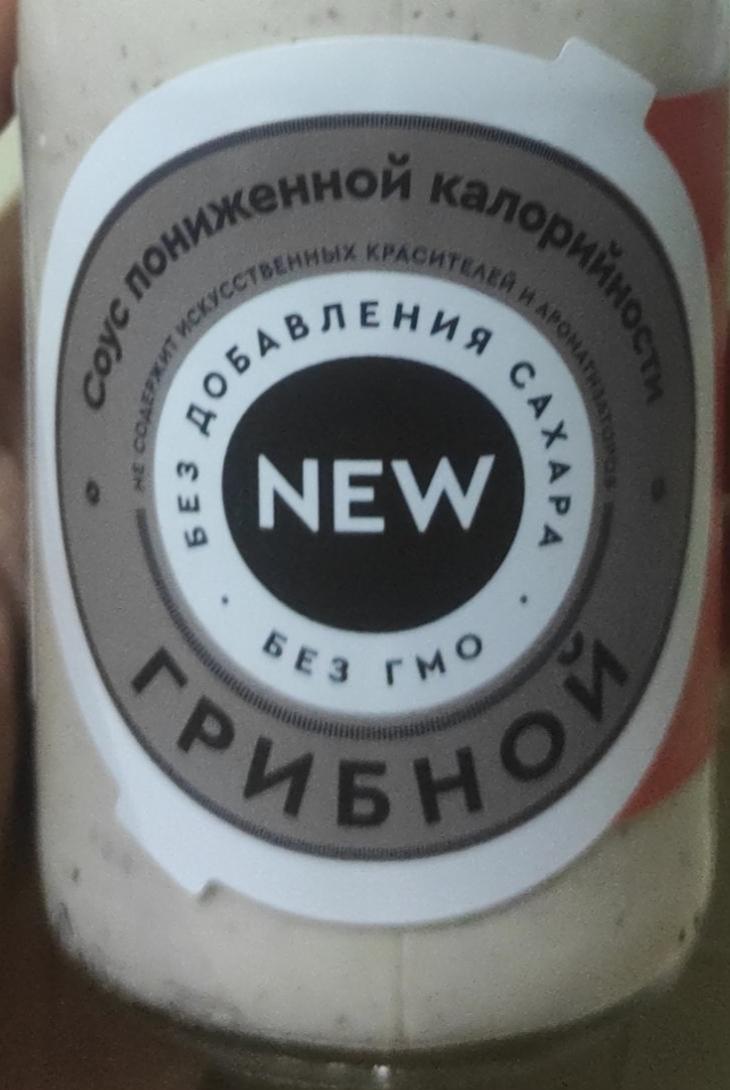 Соус пониженной калорийности
НЕ СОДЕРЖИТ ИСКУССТВЕННЫХ КРАСИТЕЛЕЙ И АРОМАТИЗАТОРОВ
БЕЗ ДОБАВЛЕНИЯ САХАРА
NEW
· БЕЗ ГМО ·
ГРИБНОЙ